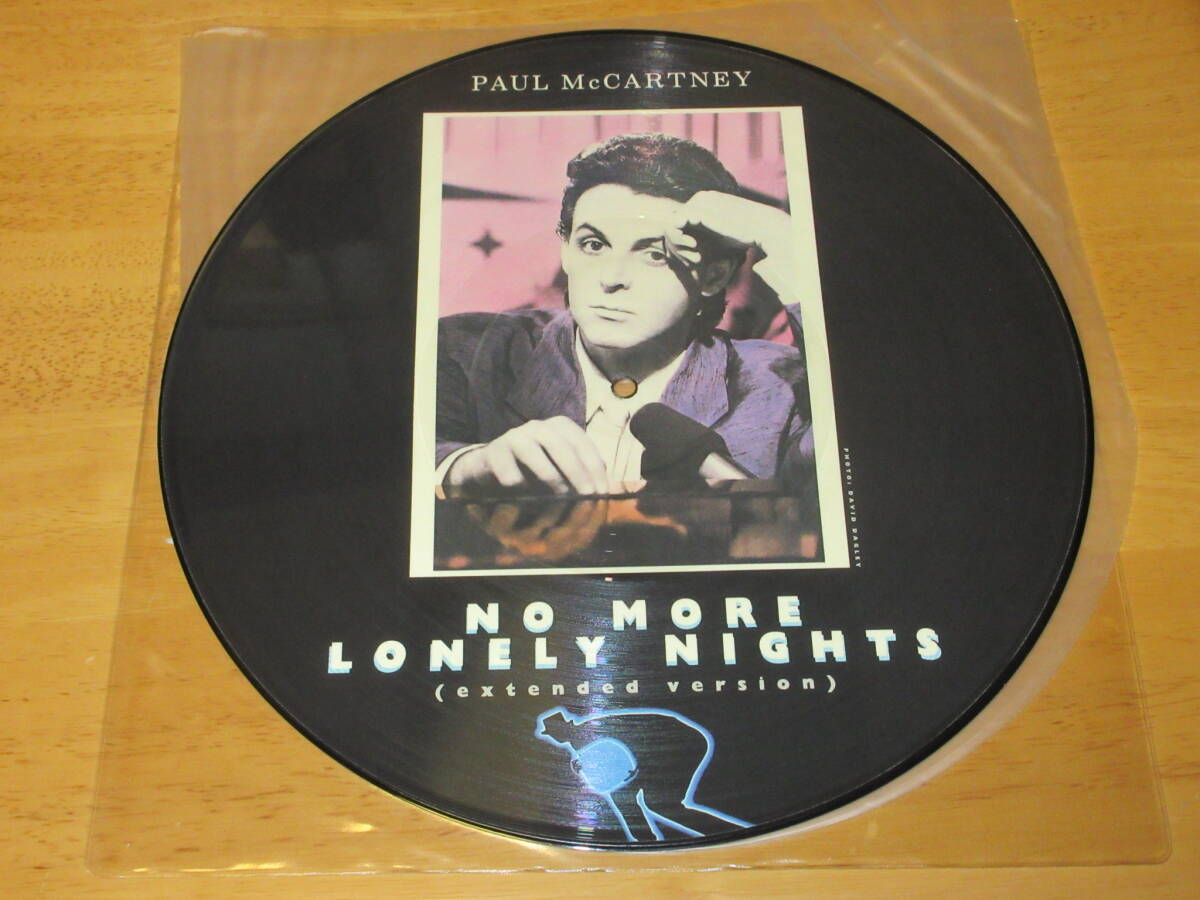 PAUL McCARTNEY
PHOTO: DAVID DAGLEY
NO MORE
LONELY NIGHTS
(extended version)